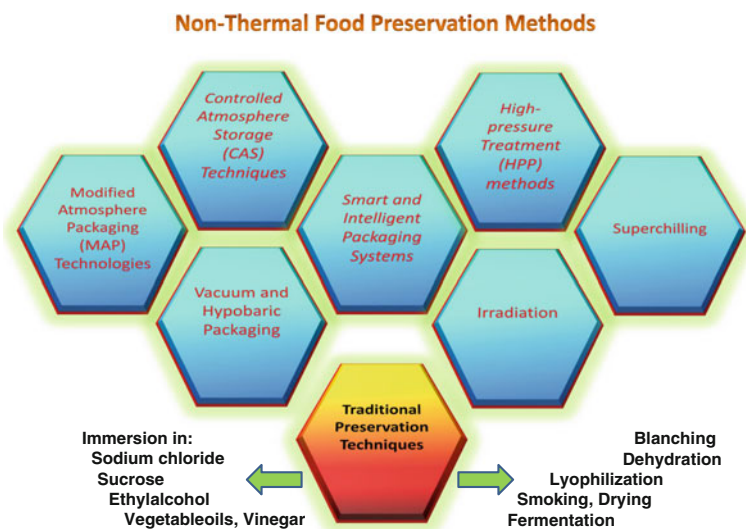 Non-Thermal Food Preservation Methods
Controlled
Atmosphere
Storage
(CAS)
Techniques
High-
pressure
Treatment
(HPP)
methods
Modified
Atmosphere
Packaging
(MAP)
Technologies
Smart and
Intelligent
Packaging
Systems
Superchilling
Vacuum and
Hypobaric
Packaging
Irradiation
Traditional
Preservation
Techniques
Immersion in:
Sodium chloride
Sucrose
Ethylalcohol
Vegetableoils, Vinegar
Blanching
Dehydration
Lyophilization
Smoking, Drying
Fermentation